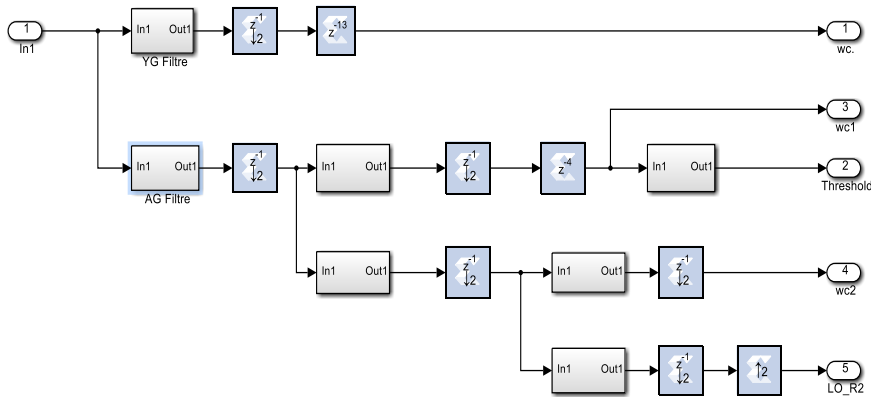 1
In1
In1 Out1
YG Filtre
z-1
↓2
z-13
1
wc.
3
wc1
In1 Out1
AG Filtre
z-1
↓2
In1 Out1
z-1
↓2
z-4
In1 Out1
2
Threshold
In1 Out1
z-1
↓2
In1 Out1
z-1
↓2
4
wc2
In1 Out1
z-1
↓2
↑2
5
LO_R2